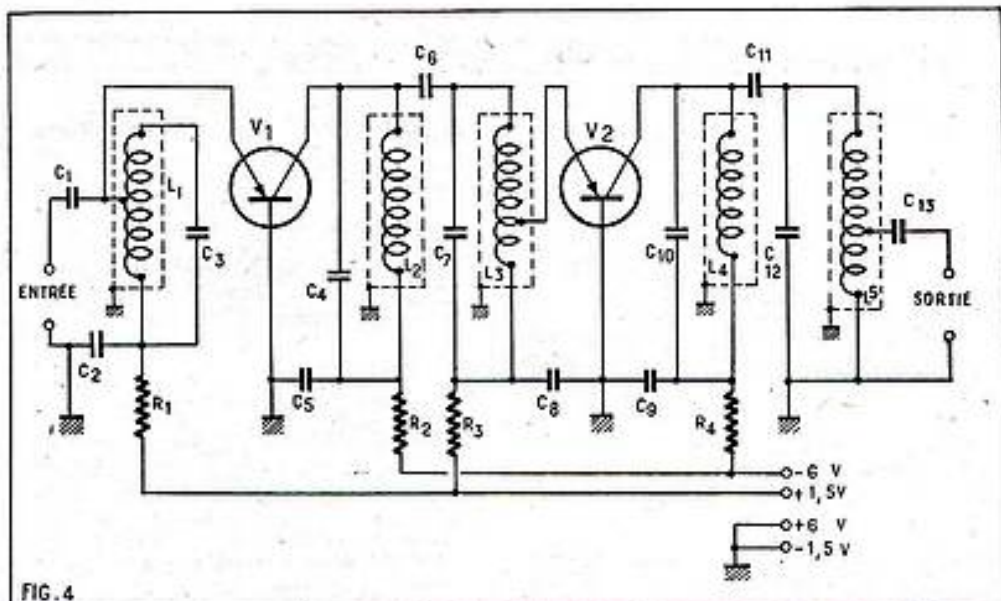 C6
C11
V1
V2
C1
L1
C3
C13
ENTRÉE
C4
L2
C7
L3
C10
L4
C12
L5
SORTIE
C2
C5
C8
C9
R1
R2
R3
R4
-6 V
+1,5V
+6 V
-1,5 V
FIG.4